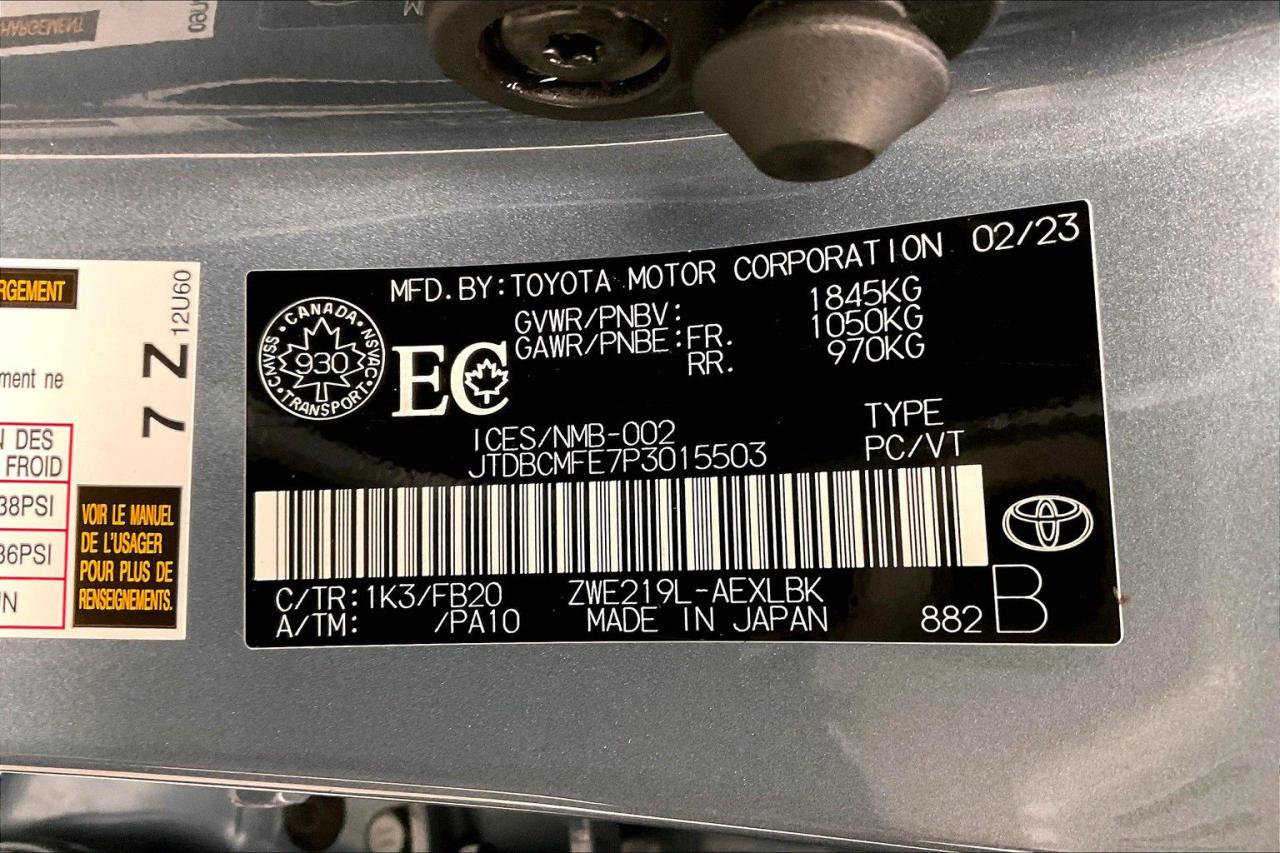 RGEMENT
12U60
7 Z
ment ne
N DES
FROID
38PSI
36PSI
VOIR LE MANUEL
DE L'USAGER
POUR PLUS DE
RENSEIGNEMENTS.
MFD. BY: TOYOTA MOTOR CORPORATION 02/23
GVWR/PNBV: 1845KG
GAWR/PNBE: FR. 1050KG
RR. 970KG
CANADA · NSVAC · TRANSPORT · CMVSS
930
EC
ICES/NMB-002
JTDBCMFE7P3015503
TYPE
PC/VT
C/TR: 1K3/FB20 ZWE219L-AEXLBK
A/TM: /PA10 MADE IN JAPAN
882 B